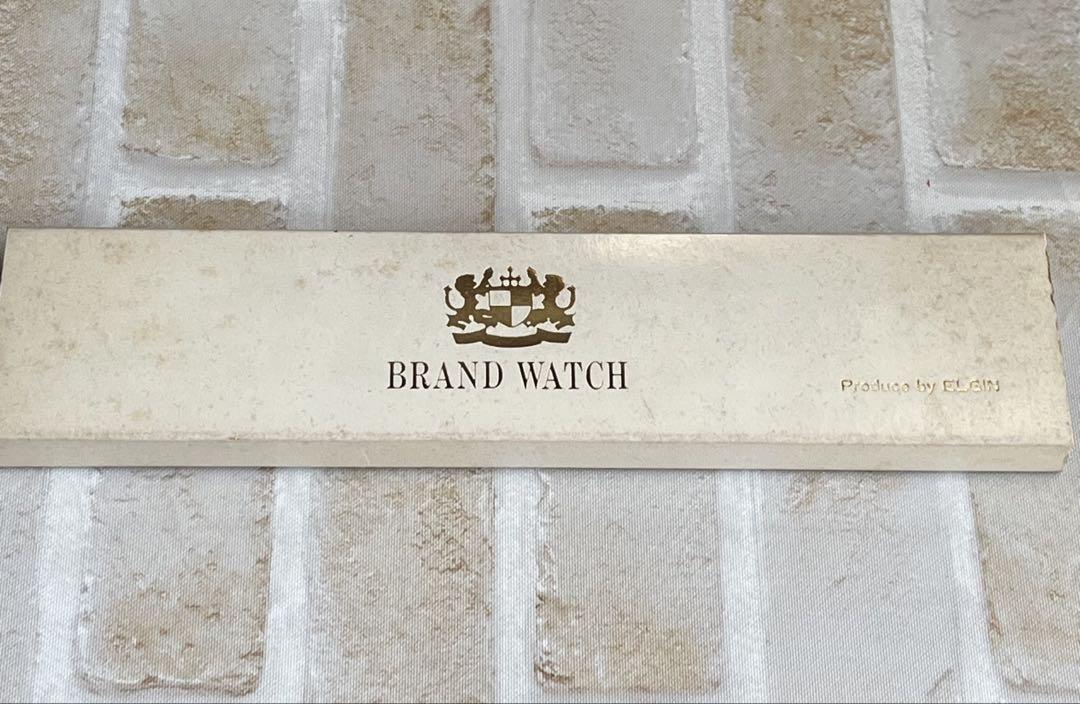 BRAND WATCH
Produce by ELGIN